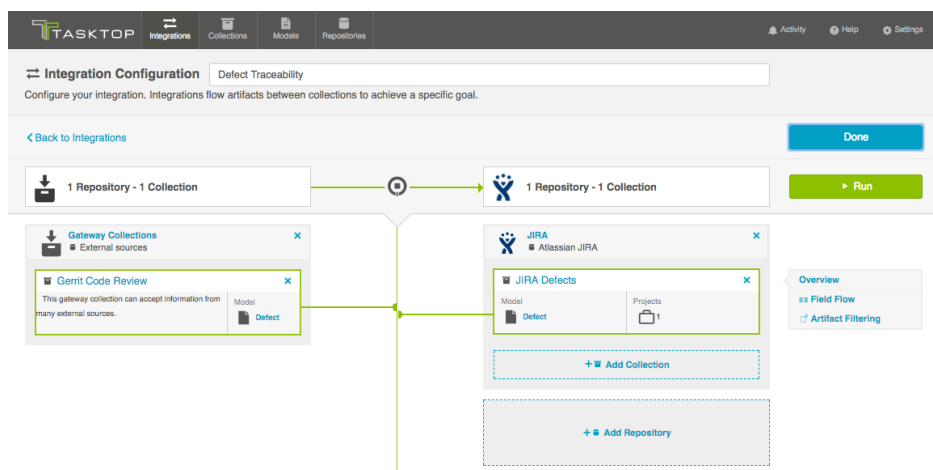 TASKTOP
Integrations
Collections
Models
Repositories
Activity
Help
Settings
Integration Configuration
Defect Traceability
Configure your integration. Integrations flow artifacts between collections to achieve a specific goal.
Back to Integrations
Done
1 Repository - 1 Collection
1 Repository - 1 Collection
Run
Gateway Collections
External sources
Gerrit Code Review
This gateway collection can accept information from
many external sources.
Model
Defect
JIRA
Atlassian JIRA
JIRA Defects
Model
Defect
Projects
1
Add Collection
Add Repository
Overview
Field Flow
Artifact Filtering